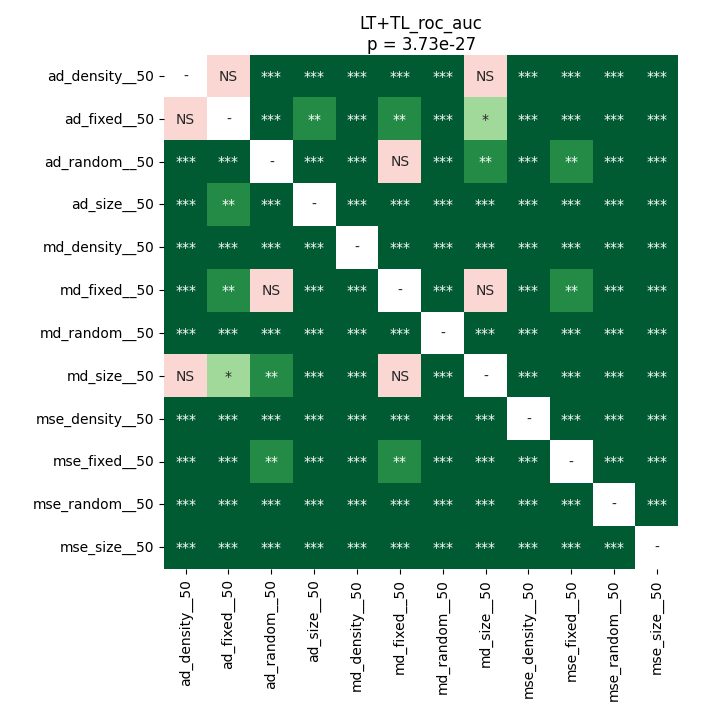 LT+TL_roc_auc
p = 3.73e-27
ad_density__50 - NS *** *** *** *** *** NS *** *** *** ***
ad_fixed__50 NS - *** ** *** ** *** * *** *** *** ***
ad_random__50 *** *** - *** *** NS *** ** *** ** *** ***
ad_size__50 *** ** *** - *** *** *** *** *** *** *** ***
md_density__50 *** *** *** *** - *** *** *** *** *** *** ***
md_fixed__50 *** ** NS *** *** - *** NS *** ** *** ***
md_random__50 *** *** *** *** *** *** - *** *** *** *** ***
md_size__50 NS * ** *** *** NS *** - *** *** *** ***
mse_density__50 *** *** *** *** *** *** *** *** - *** *** ***
mse_fixed__50 *** *** ** *** *** ** *** *** *** - *** ***
mse_random__50 *** *** *** *** *** *** *** *** *** *** - ***
mse_size__50 *** *** *** *** *** *** *** *** *** *** *** -
ad_density__50
ad_fixed__50
ad_random__50
ad_size__50
md_density__50
md_fixed__50
md_random__50
md_size__50
mse_density__50
mse_fixed__50
mse_random__50
mse_size__50